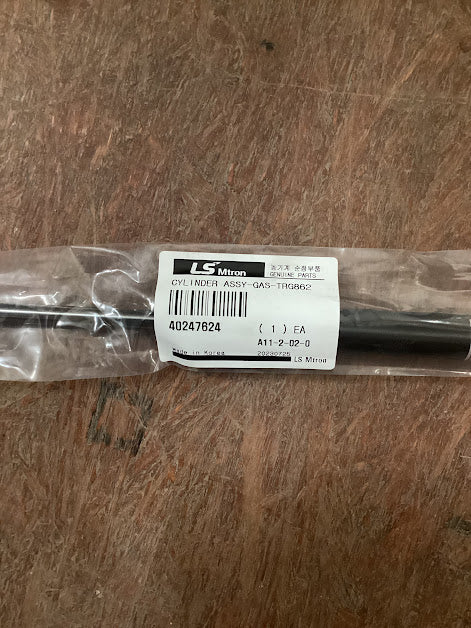 LS Mtron
농기계 순정부품
GENUINE PARTS
CYLINDER ASSY-GAS-TRG862
40247624
( 1 ) EA
A11-2-02-0
Made in Korea
20230725
LS Mtron